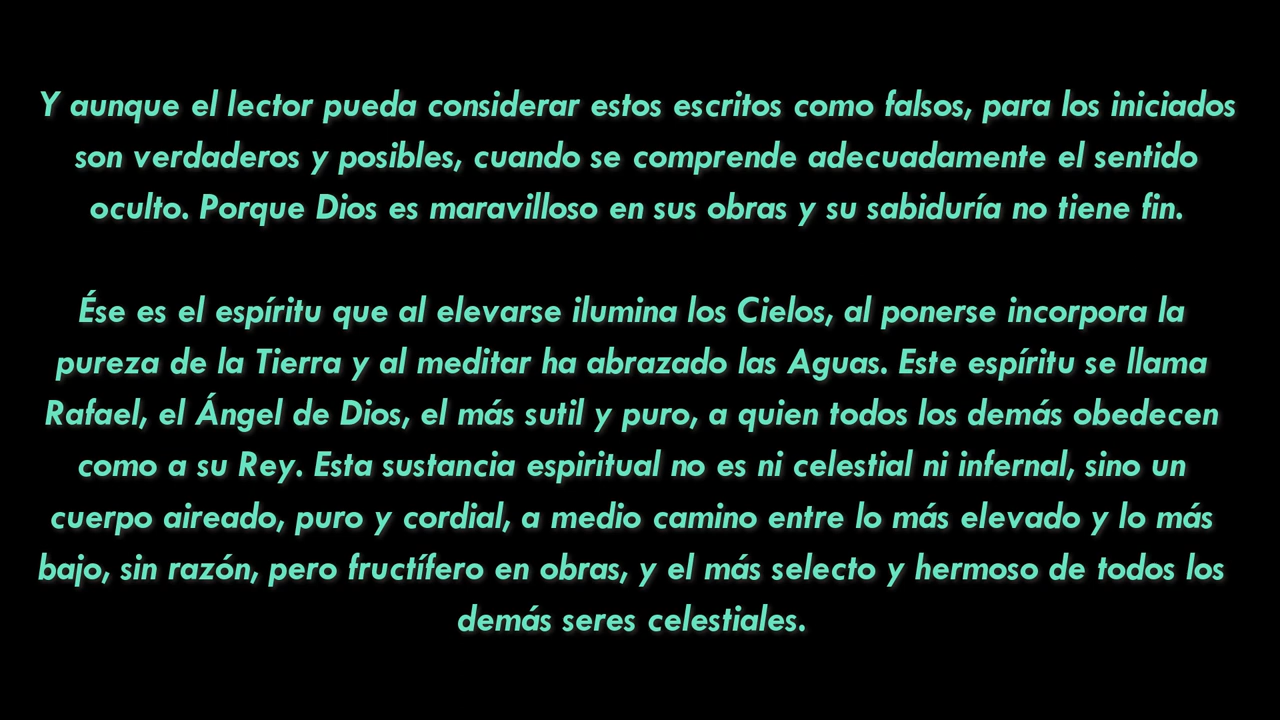 Y aunque el lector pueda considerar estos escritos como falsos, para los iniciados
son verdaderos y posibles, cuando se comprende adecuadamente el sentido
oculto. Porque Dios es maravilloso en sus obras y su sabiduría no tiene fin.
Ése es el espíritu que al elevarse ilumina los Cielos, al ponerse incorpora la
pureza de la Tierra y al meditar ha abrazado las Aguas. Este espíritu se llama
Rafael, el Ángel de Dios, el más sutil y puro, a quien todos los demás obedecen
como a su Rey. Esta sustancia espiritual no es ni celestial ni infernal, sino un
cuerpo aireado, puro y cordial, a medio camino entre lo más elevado y lo más
bajo, sin razón, pero fructífero en obras, y el más selecto y hermoso de todos los
demás seres celestiales.